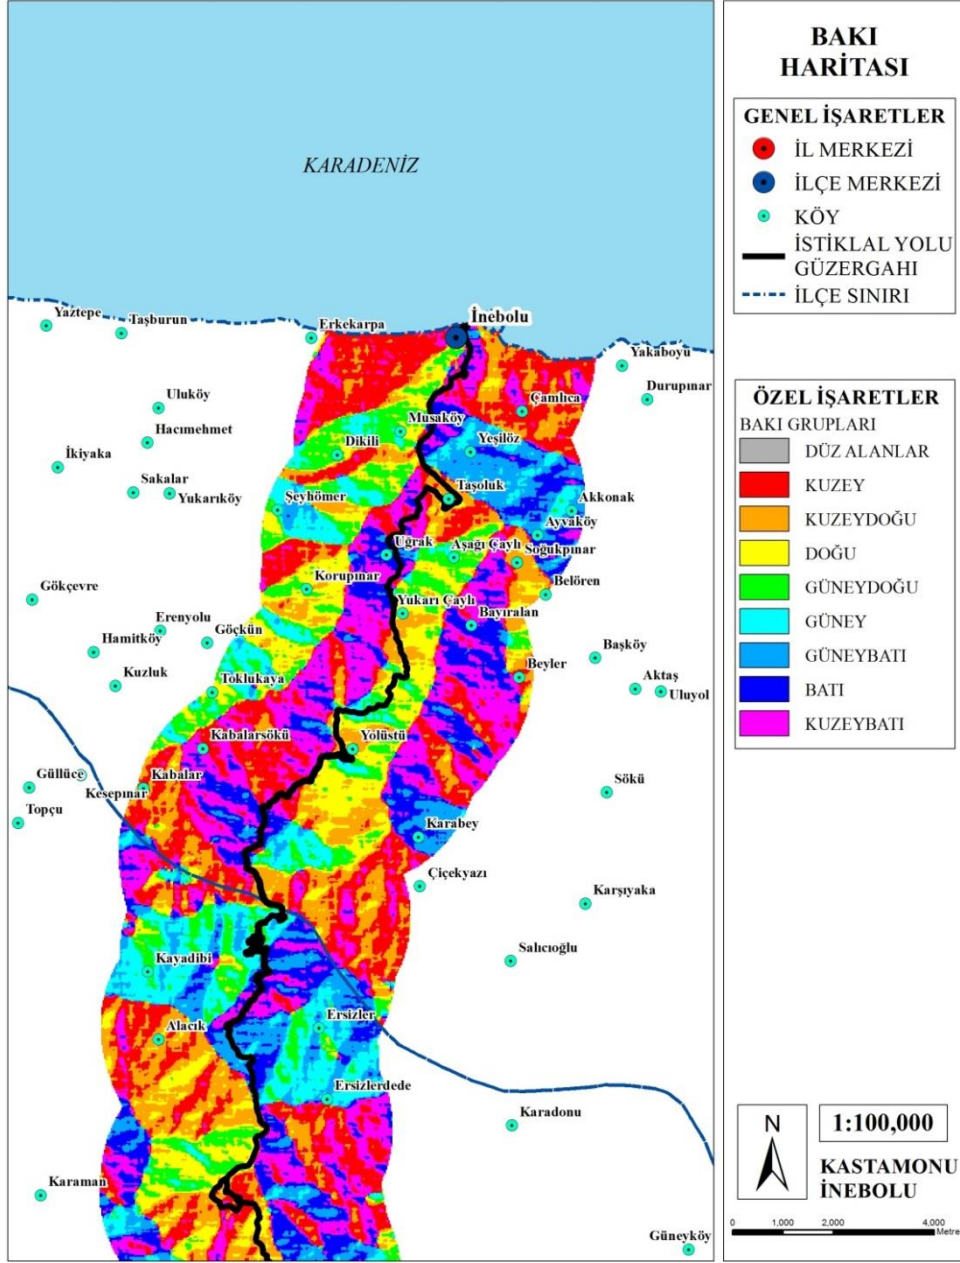 BAKI
HARİTASI
GENEL İŞARETLER
İL MERKEZİ
İLÇE MERKEZİ
KÖY
İSTİKLAL YOLU
GÜZERGAHI
İLÇE SINIRI
ÖZEL İŞARETLER
BAKI GRUPLARI
DÜZ ALANLAR
KUZEY
KUZEYDOĞU
DOĞU
GÜNEYDOĞU
GÜNEY
GÜNEYBATI
BATI
KUZEYBATI
N
1:100,000
KASTAMONU
İNEBOLU
0 1,000 2,000 4,000
Metre
KARADENİZ
Yaztepe
Taşburun
Erkekarpa
İnebolu
Yakaboyu
Durupınar
Uluköy
Çamlıca
Musaköy
Hacımehmet
Dikili
Yeşilöz
İkiyaka
Sakalar
Yukarıköy
Şeyhömer
Taşoluk
Akkonak
Ayvaköy
Uğrak
Aşağı Çaylı
Soğukpınar
Korupınar
Belören
Gökçevre
Yukarı Çaylı
Bayıralan
Erenyolu
Hamitköy
Göçkün
Başköy
Kuzluk
Toklukaya
Beyler
Aktaş
Uluyol
Kabalarsökü
Yolüstü
Güllüce
Kesepınar
Kabalar
Sökü
Topçu
Karabey
Çiçekyazı
Karşıyaka
Salıcıoğlu
Kayadibi
Ersizler
Alacık
Ersizlerdede
Karadonu
Karaman
Güneyköy